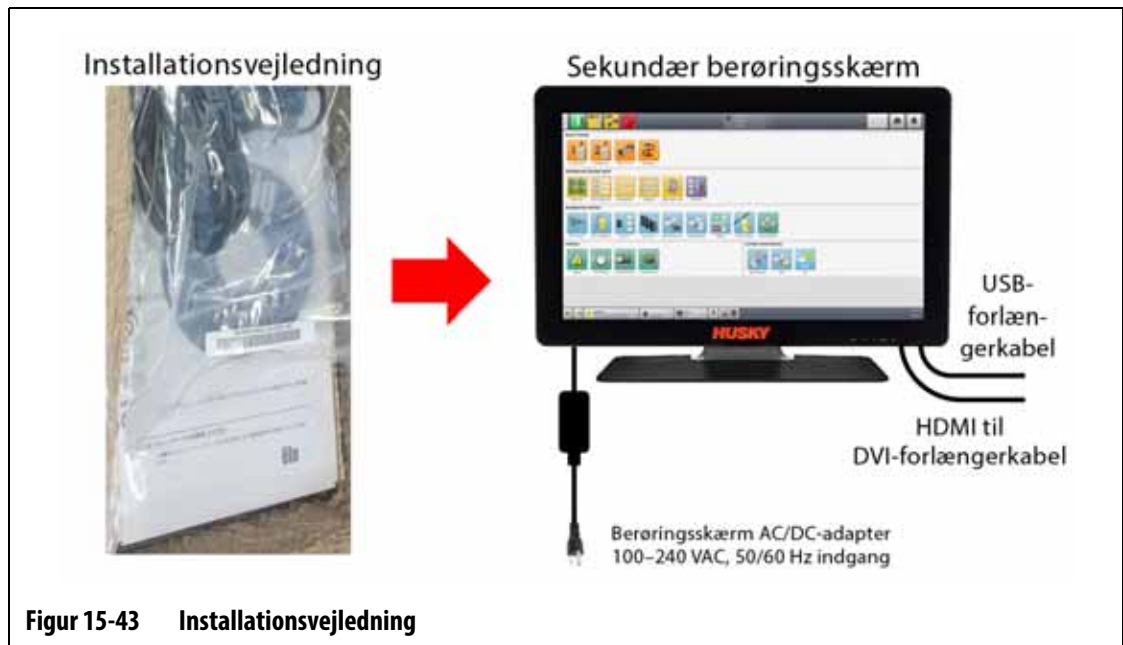 Installationsvejledning
Sekundær berøringsskærm
HUSKY
USB-
forlæn-
gerkabel
HDMI til
DVI-forlængerkabel
Berøringsskærm AC/DC-adapter
100–240 VAC, 50/60 Hz indgang
Figur 15-43 Installationsvejledning